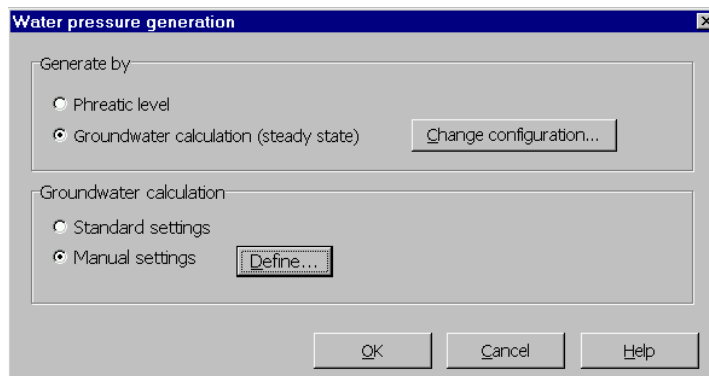 Water pressure generation
Generate by
Phreatic level
Groundwater calculation (steady state)
Change configuration...
Groundwater calculation
Standard settings
Manual settings
Define...
OK
Cancel
Help